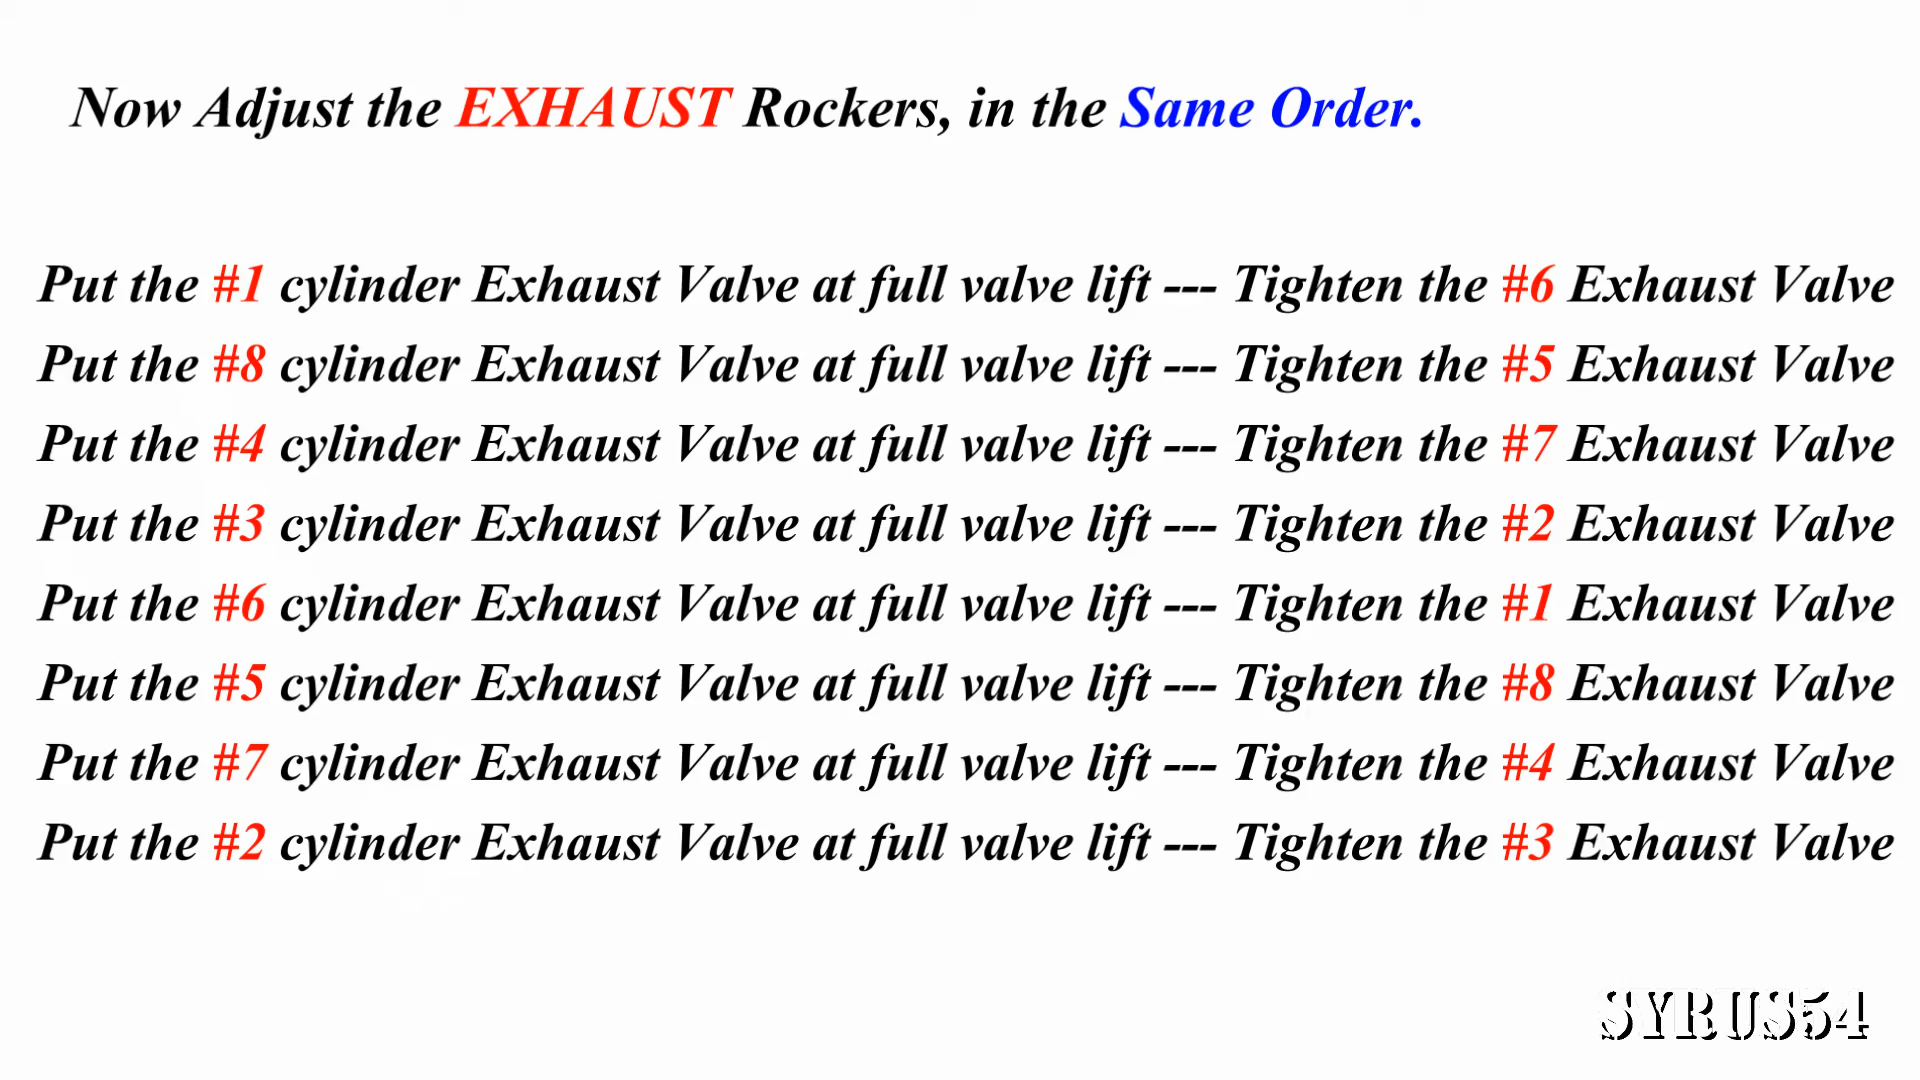 Now Adjust the EXHAUST Rockers, in the Same Order.
Put the #1 cylinder Exhaust Valve at full valve lift --- Tighten the #6 Exhaust Valve
Put the #8 cylinder Exhaust Valve at full valve lift --- Tighten the #5 Exhaust Valve
Put the #4 cylinder Exhaust Valve at full valve lift --- Tighten the #7 Exhaust Valve
Put the #3 cylinder Exhaust Valve at full valve lift --- Tighten the #2 Exhaust Valve
Put the #6 cylinder Exhaust Valve at full valve lift --- Tighten the #1 Exhaust Valve
Put the #5 cylinder Exhaust Valve at full valve lift --- Tighten the #8 Exhaust Valve
Put the #7 cylinder Exhaust Valve at full valve lift --- Tighten the #4 Exhaust Valve
Put the #2 cylinder Exhaust Valve at full valve lift --- Tighten the #3 Exhaust Valve
SYRUS54